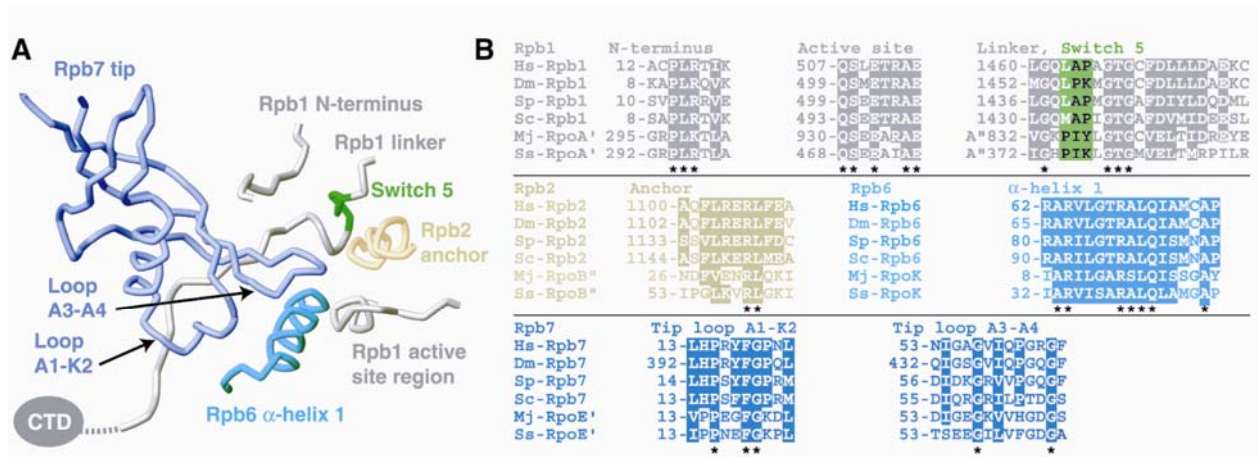 A
Rpb7 tip
Rpb1 N-terminus
Rpb1 linker
Switch 5
Rpb2
anchor
Loop
A3-A4
Loop
A1-K2
Rpb1 active
site region
Rpb6 α-helix 1
CTD
B
Rpb1 N-terminus Active site Linker, Switch 5
Hs-Rpb1 12-ACPLRTIK 507-QSLETRAE 1460-LGQLAPAGTGCFDLLLDAEKC
Dm-Rpb1 8-KAPLRQVK 499-QSMETRAE 1452-MGQLPKMGTGCFDLLLDAEKC
Sp-Rpb1 10-SVPLRRVE 499-QSEETRAE 1436-LGQLAPMGTGAFDIYLDQDML
Sc-Rpb1 8-SAPLRTVK 493-QSEETRAE 1430-LGQMAPIGTGAFDVMIDEESL
Mj-RpoA' 295-GRPLKTLA 930-QSEEARAE A"832-VGKPIYLGTGCVELTIDREYE
Ss-RpoA' 292-GRPLRTLA 468-QSEEAIAE A"372-IGHPIKLGTGMVELTMRPILR
*** ** * ** * ***
Rpb2 Anchor Rpb6 α-helix 1
Hs-Rpb2 1100-AQFLRERLFEA Hs-Rpb6 62-RARVLGTRALQIAMCAP
Dm-Rpb2 1102-AQFLRERLFEA Dm-Rpb6 65-RARVLGTRALQIAMCAP
Sp-Rpb2 1133-SSVLRERLFDC Sp-Rpb6 80-RARILGTRALQISMNAP
Sc-Rpb2 1144-ASFLKERLMEA Sc-Rpb6 90-RARILGTRALQISMNAP
Mj-RpoB" 26-NDFVENRLQKI Mj-RpoK 8-IARILGARSLQISSGAY
Ss-RpoB" 53-IPGLKVRLGKI Ss-RpoK 32-IARVISARALQLAMGAP
** ** **** *
Rpb7 Tip loop A1-K2 Tip loop A3-A4
Hs-Rpb7 13-LHPRYFGPNL 53-NIGAGVIQPGRGF
Dm-Rpb7 392-LHPRYFGPQL 432-QIGSGVIQPGQGF
Sp-Rpb7 14-LHPSYFGPRM 56-DIDKGRVVPGQGF
Sc-Rpb7 13-LHPSFFGPRM 55-DIQRGRILPTDGS
Mj-RpoE' 13-VPPEGFGKDL 53-DIGEGKVVHGDGS
Ss-RpoE' 13-IPPNEFGKPL 53-TSEEGILVFGDGA
* ** * *